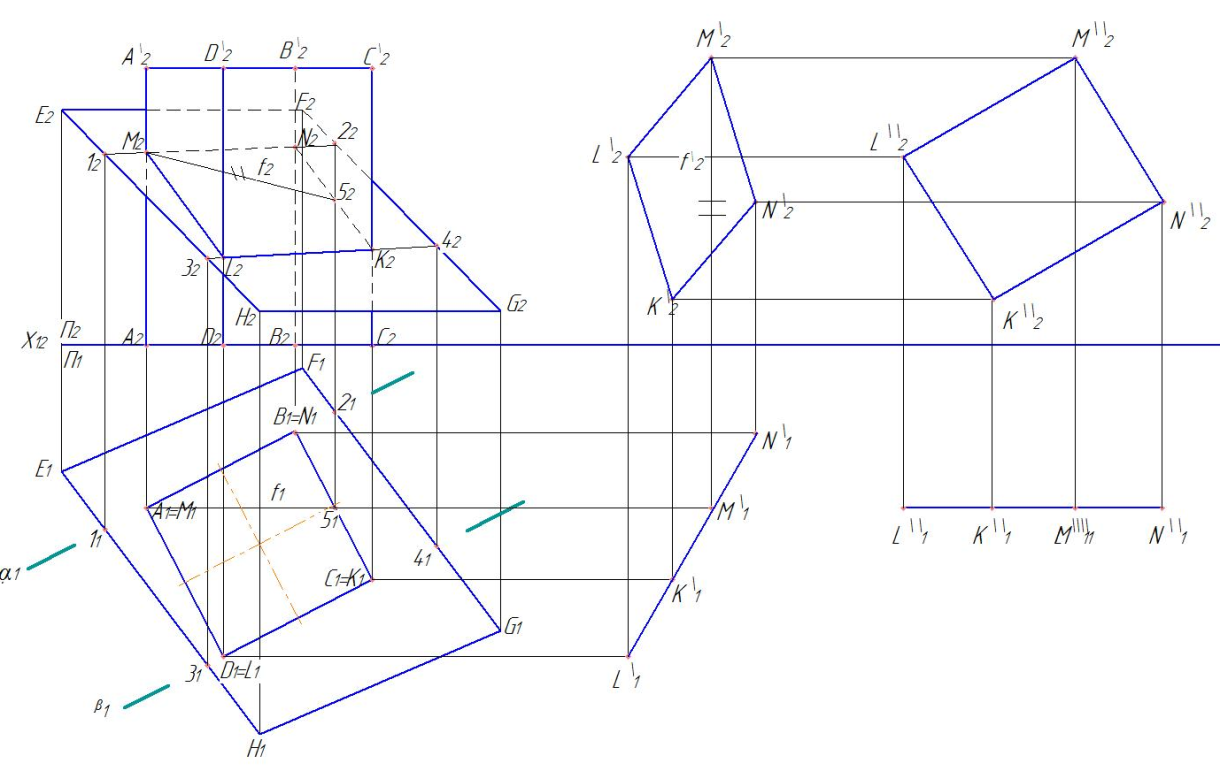 A\2 D\2 B\2 C\2 M\2 M\\2
E2 F2
M2 N2 22
12 f2 L\2 f\2 L\\2
52
N\2 N\\2
32 L2 K2 42
K\2 K\\2
H2 G2
X12 П2 A2 D2 B2 C2
П1
F1
21
B1=N1
N\1
E1
f1
A1=M1 51 M\1
11 L\\1 K\\1 N\\1
α1 41
C1=K1 K\1
G1
31 D1=L1 L\1
β1
H1